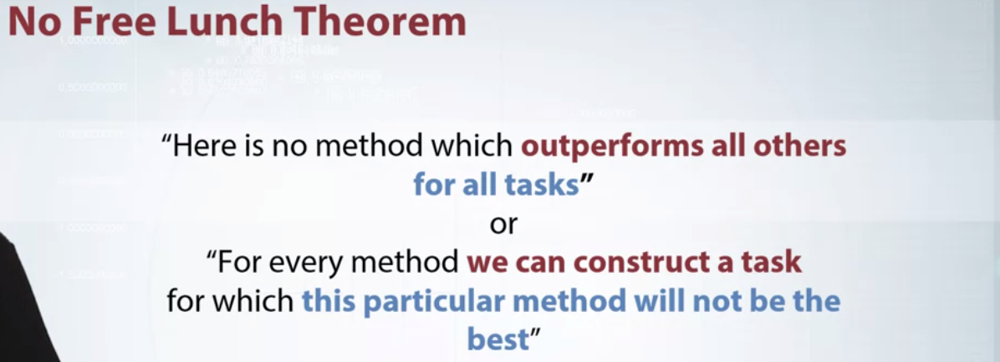 No Free Lunch Theorem
“Here is no method which outperforms all others
for all tasks”
or
“For every method we can construct a task
for which this particular method will not be the
best”